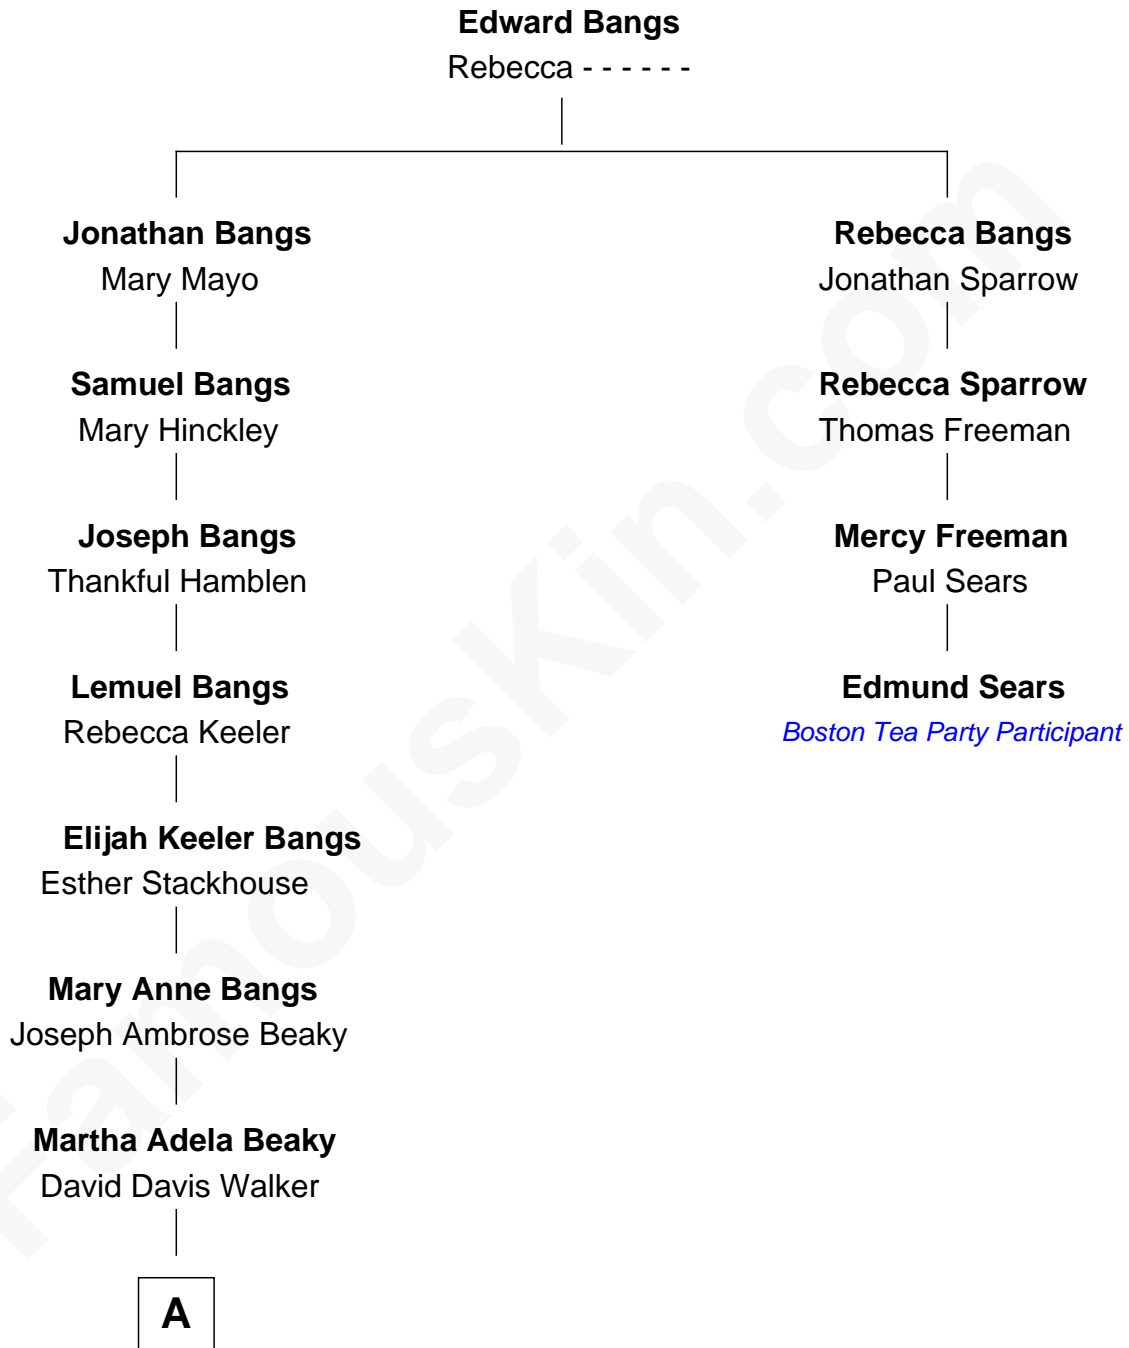 Edward Bangs
Rebecca - - - - - -
Jonathan Bangs
Mary Mayo
Samuel Bangs
Mary Hinckley
Joseph Bangs
Thankful Hamblen
Lemuel Bangs
Rebecca Keeler
Elijah Keeler Bangs
Esther Stackhouse
Mary Anne Bangs
Joseph Ambrose Beaky
Martha Adela Beaky
David Davis Walker
A
Rebecca Bangs
Jonathan Sparrow
Rebecca Sparrow
Thomas Freeman
Mercy Freeman
Paul Sears
Edmund Sears
Boston Tea Party Participant
FamousKin.com